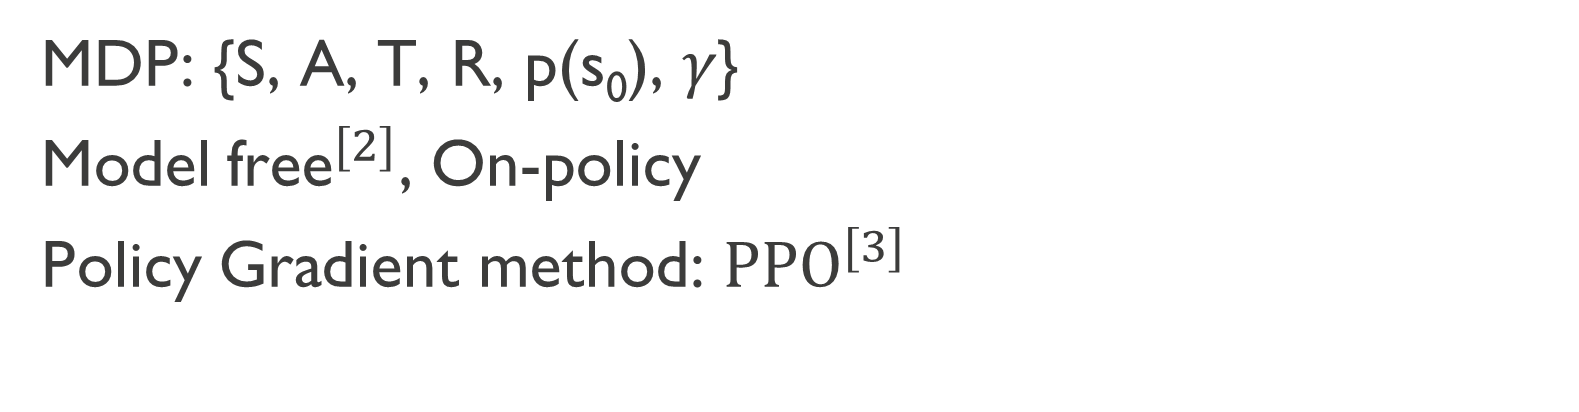 MDP: {S, A, T, R, p(s₀), γ}
Model free[2], On-policy
Policy Gradient method: PPO[3]